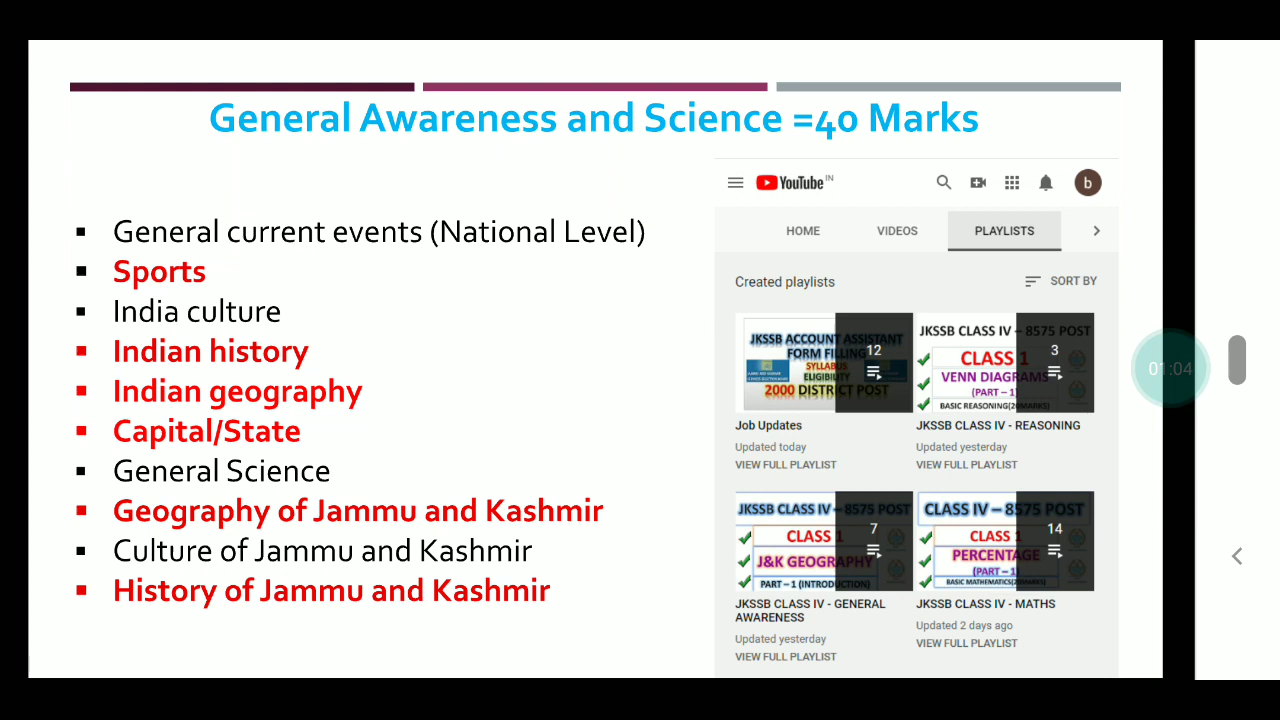 General Awareness and Science =40 Marks
General current events (National Level)
Sports
India culture
Indian history
Indian geography
Capital/State
General Science
Geography of Jammu and Kashmir
Culture of Jammu and Kashmir
History of Jammu and Kashmir
YouTube IN
b
HOME VIDEOS PLAYLISTS
Created playlists SORT BY
JKSSB ACCOUNT ASSISTANT
FORM FILLING
SYLLABUS
ELIGIBILITY
2000 DISTRICT POST
12
Job Updates
Updated today
VIEW FULL PLAYLIST
JKSSB CLASS IV – 8575 POST
CLASS 1
VENN DIAGRAMS
(PART – 1)
BASIC REASONING(20MARKS)
3
JKSSB CLASS IV - REASONING
Updated yesterday
VIEW FULL PLAYLIST
JKSSB CLASS IV – 8575 POST
CLASS 1
J&K GEOGRAPHY
PART – 1 (INTRODUCTION)
7
JKSSB CLASS IV - GENERAL
AWARENESS
Updated yesterday
VIEW FULL PLAYLIST
CLASS IV – 8575 POST
CLASS 1
PERCENTAGE
(PART – 1)
14
JKSSB CLASS IV - MATHS
Updated 2 days ago
VIEW FULL PLAYLIST
01:04